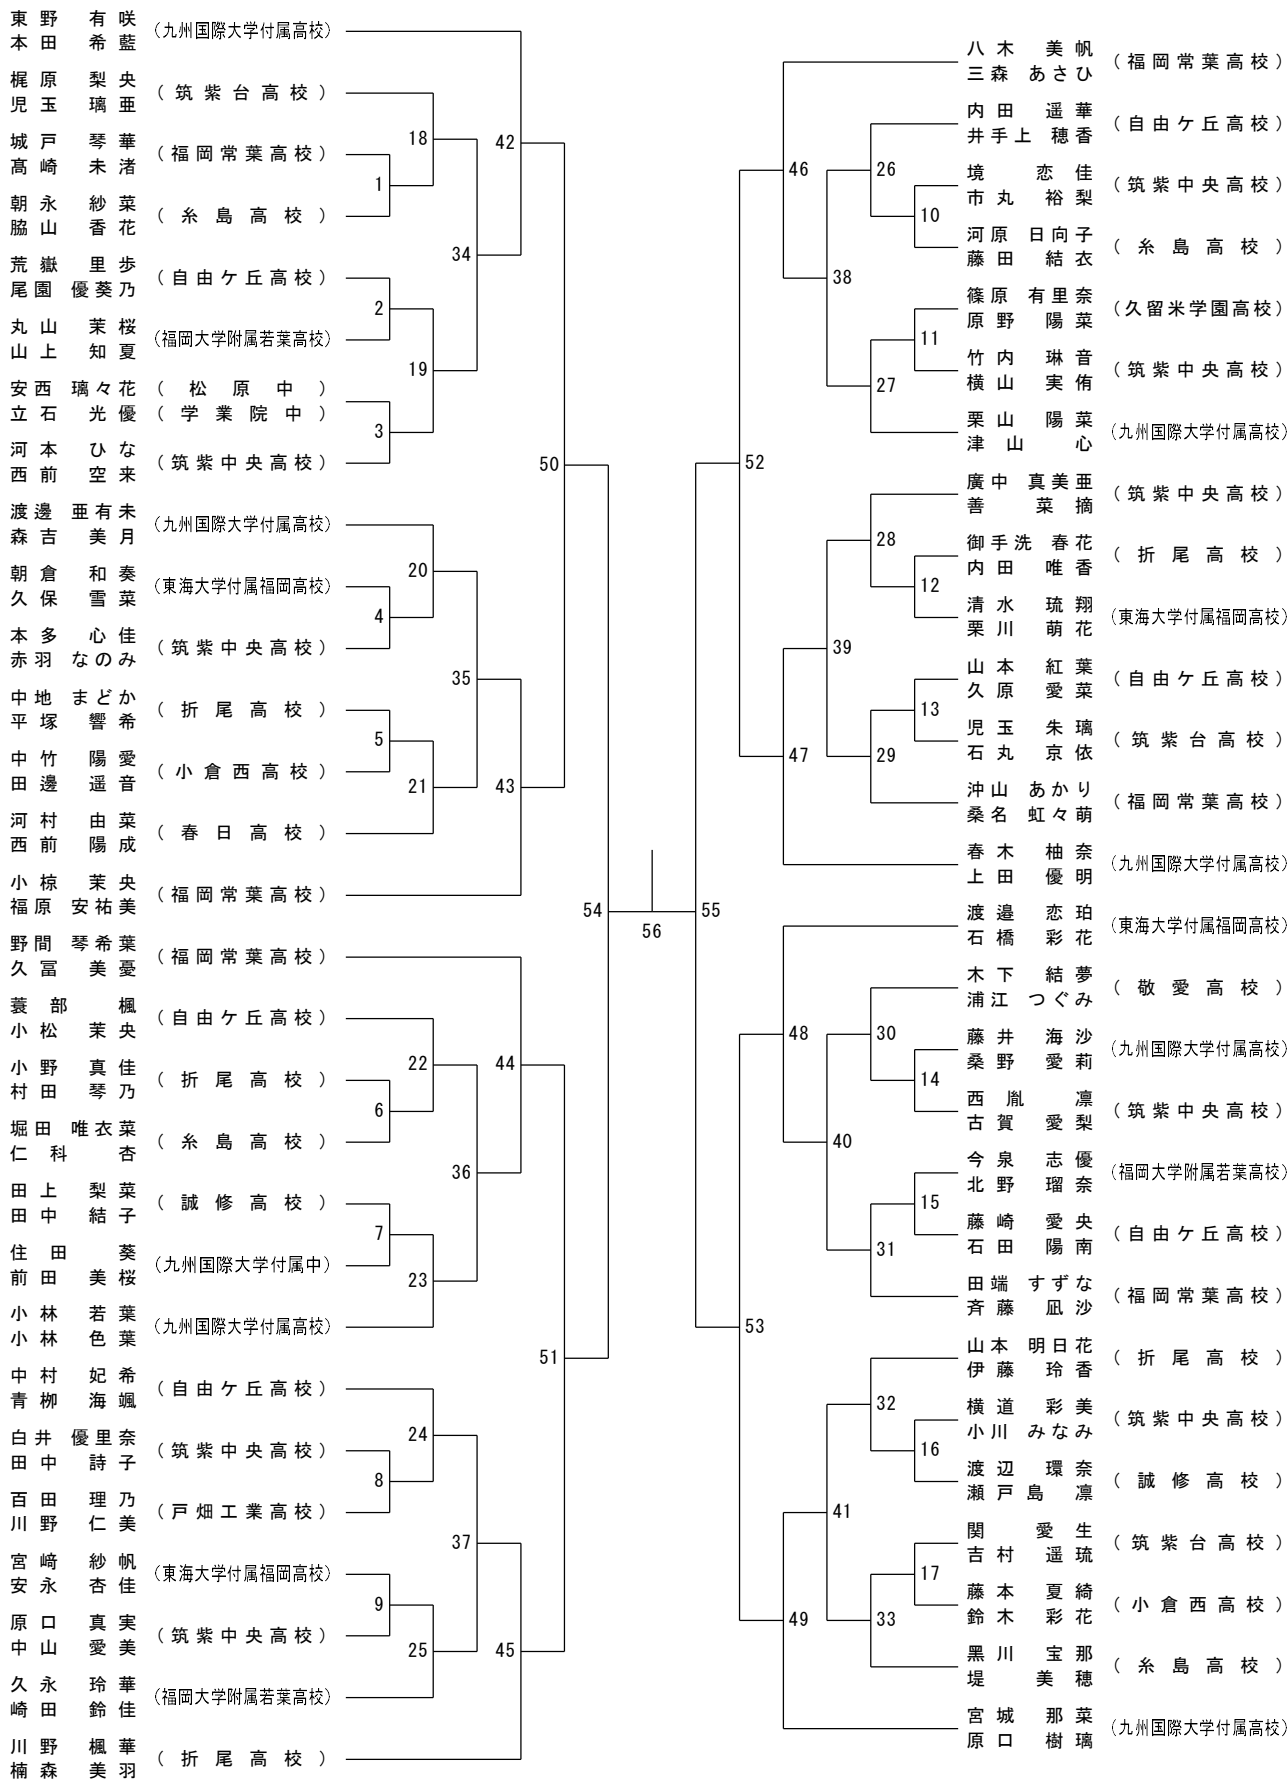 東野 有咲
本田 希藍
(九州国際大学付属高校)
梶原 梨央
児玉 璃亜
(筑紫台高校)
城戸 琴華
髙崎 未渚
(福岡常葉高校)
朝永 紗菜
脇山 香花
(糸島高校)
荒嶽 里歩
尾園 優葵乃
(自由ケ丘高校)
丸山 茉桜
山上 知夏
(福岡大学附属若葉高校)
安西 璃々花 (松原中)
立石 光優 (学業院中)
河本 ひな
西前 空来
(筑紫中央高校)
渡邊 亜有未
森吉 美月
(九州国際大学付属高校)
朝倉 和奏
久保 雪菜
(東海大学付属福岡高校)
本多 心佳
赤羽 なのみ
(筑紫中央高校)
中地 まどか
平塚 響希
(折尾高校)
中竹 陽愛
田邊 遥音
(小倉西高校)
河村 由菜
西前 陽成
(春日高校)
小椋 茉央
福原 安祐美
(福岡常葉高校)
野間 琴希葉
久冨 美憂
(福岡常葉高校)
蓑部 楓
小松 茉央
(自由ケ丘高校)
小野 真佳
村田 琴乃
(折尾高校)
堀田 唯衣菜
仁科 杏
(糸島高校)
田上 梨菜
田中 結子
(誠修高校)
住田 葵
前田 美桜
(九州国際大学付属中)
小林 若葉
小林 色葉
(九州国際大学付属高校)
中村 妃希
青栁 海颯
(自由ケ丘高校)
白井 優里奈
田中 詩子
(筑紫中央高校)
百田 理乃
川野 仁美
(戸畑工業高校)
宮﨑 紗帆
安永 杏佳
(東海大学付属福岡高校)
原口 真実
中山 愛美
(筑紫中央高校)
久永 玲華
崎田 鈴佳
(福岡大学附属若葉高校)
川野 楓華
楠森 美羽
(折尾高校)
1
2
3
4
5
6
7
8
9
18
19
20
21
22
23
24
25
34
35
36
37
42
43
44
45
50
51
54
56
55
52
53
46
47
48
49
38
39
40
41
26
27
28
29
30
31
32
33
10
11
12
13
14
15
16
17
八木 美帆
三森 あさひ
(福岡常葉高校)
内田 遥華
井手上 穂香
(自由ケ丘高校)
境 恋佳
市丸 裕梨
(筑紫中央高校)
河原 日向子
藤田 結衣
(糸島高校)
篠原 有里奈
原野 陽菜
(久留米学園高校)
竹内 琳音
横山 実侑
(筑紫中央高校)
栗山 陽菜
津山 心
(九州国際大学付属高校)
廣中 真美亜
善 菜摘
(筑紫中央高校)
御手洗 春花
内田 唯香
(折尾高校)
清水 琉翔
栗川 萌花
(東海大学付属福岡高校)
山本 紅葉
久原 愛菜
(自由ケ丘高校)
児玉 朱璃
石丸 京依
(筑紫台高校)
沖山 あかり
桑名 虹々萌
(福岡常葉高校)
春木 柚奈
上田 優明
(九州国際大学付属高校)
渡邉 恋珀
石橋 彩花
(東海大学付属福岡高校)
木下 結夢
浦江 つぐみ
(敬愛高校)
藤井 海沙
桑野 愛莉
(九州国際大学付属高校)
西胤 凛
古賀 愛梨
(筑紫中央高校)
今泉 志優
北野 瑠奈
(福岡大学附属若葉高校)
藤崎 愛央
石田 陽南
(自由ケ丘高校)
田端 すずな
斉藤 凪沙
(福岡常葉高校)
山本 明日花
伊藤 玲香
(折尾高校)
横道 彩美
小川 みなみ
(筑紫中央高校)
渡辺 環奈
瀬戸島 凛
(誠修高校)
関 愛生
吉村 遥琉
(筑紫台高校)
藤本 夏綺
鈴木 彩花
(小倉西高校)
黒川 宝那
堤 美穂
(糸島高校)
宮城 那菜
原口 樹璃
(九州国際大学付属高校)